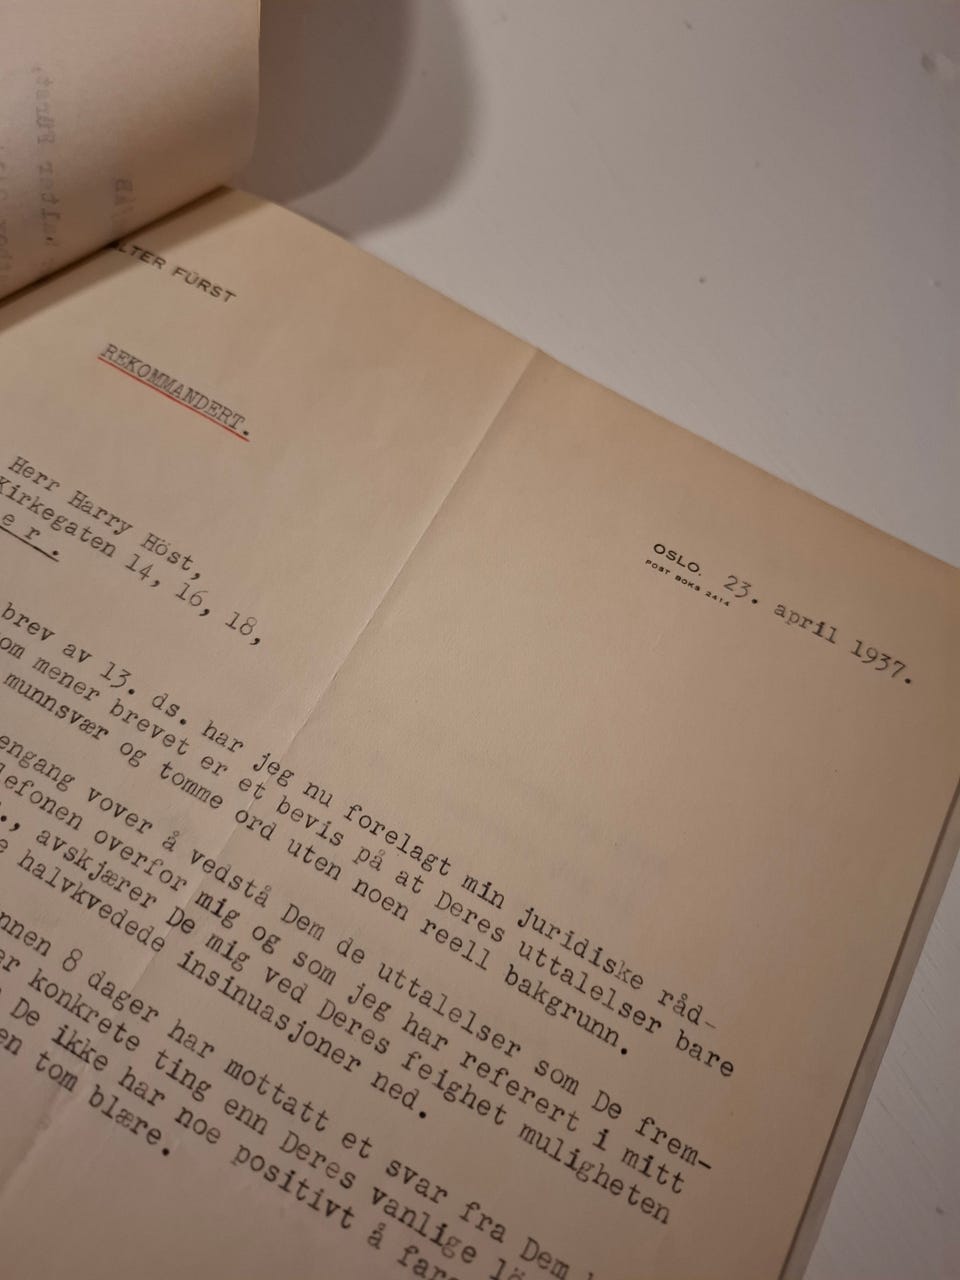 LTER FÜRST
REKOMMANDERT.
Herr Harry Höst,
Kirkegaten 14, 16, 18,
e r.
OSLO, 23. april 1937.
POST BOKS 2414
brev av 13. ds. har jeg nu forelagt min juridiske råd-
om mener brevet er et bevis på at Deres uttalelser bare
munnsvær og tomme ord uten noen reell bakgrunn.
engang vover å vedstå Dem de uttalelser som De frem-
lefonen overfor mig og som jeg har referert i mitt
., avskjærer De mig ved Deres feighet muligheten
e halvkvedede insinuasjoner ned.
nnen 8 dager har mottatt et svar fra Dem
er konkrete ting enn Deres vanlige
De ikke har noe positivt å
en tom blære.